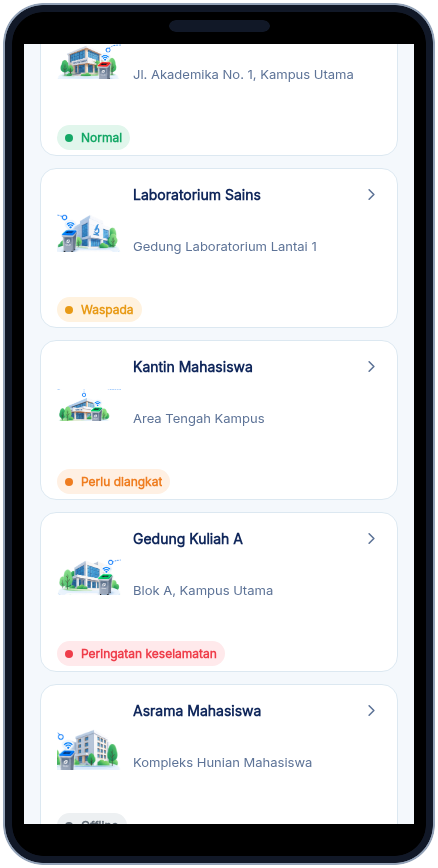 Jl. Akademika No. 1, Kampus Utama
Normal
Laboratorium Sains
Gedung Laboratorium Lantai 1
Waspada
Kantin Mahasiswa
Area Tengah Kampus
Perlu diangkat
Gedung Kuliah A
Blok A, Kampus Utama
Peringatan keselamatan
Asrama Mahasiswa
Kompleks Hunian Mahasiswa